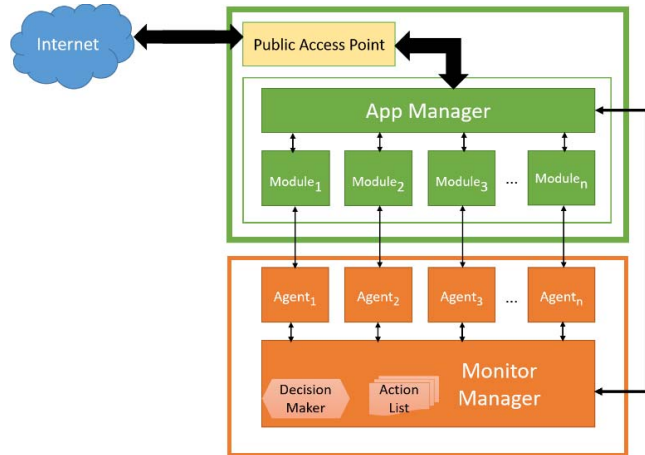 Internet
Public Access Point
App Manager
Module1 Module2 Module3 ... Modulen
Agent1 Agent2 Agent3 ... Agentn
Monitor
Manager
Decision
Maker
Action
List